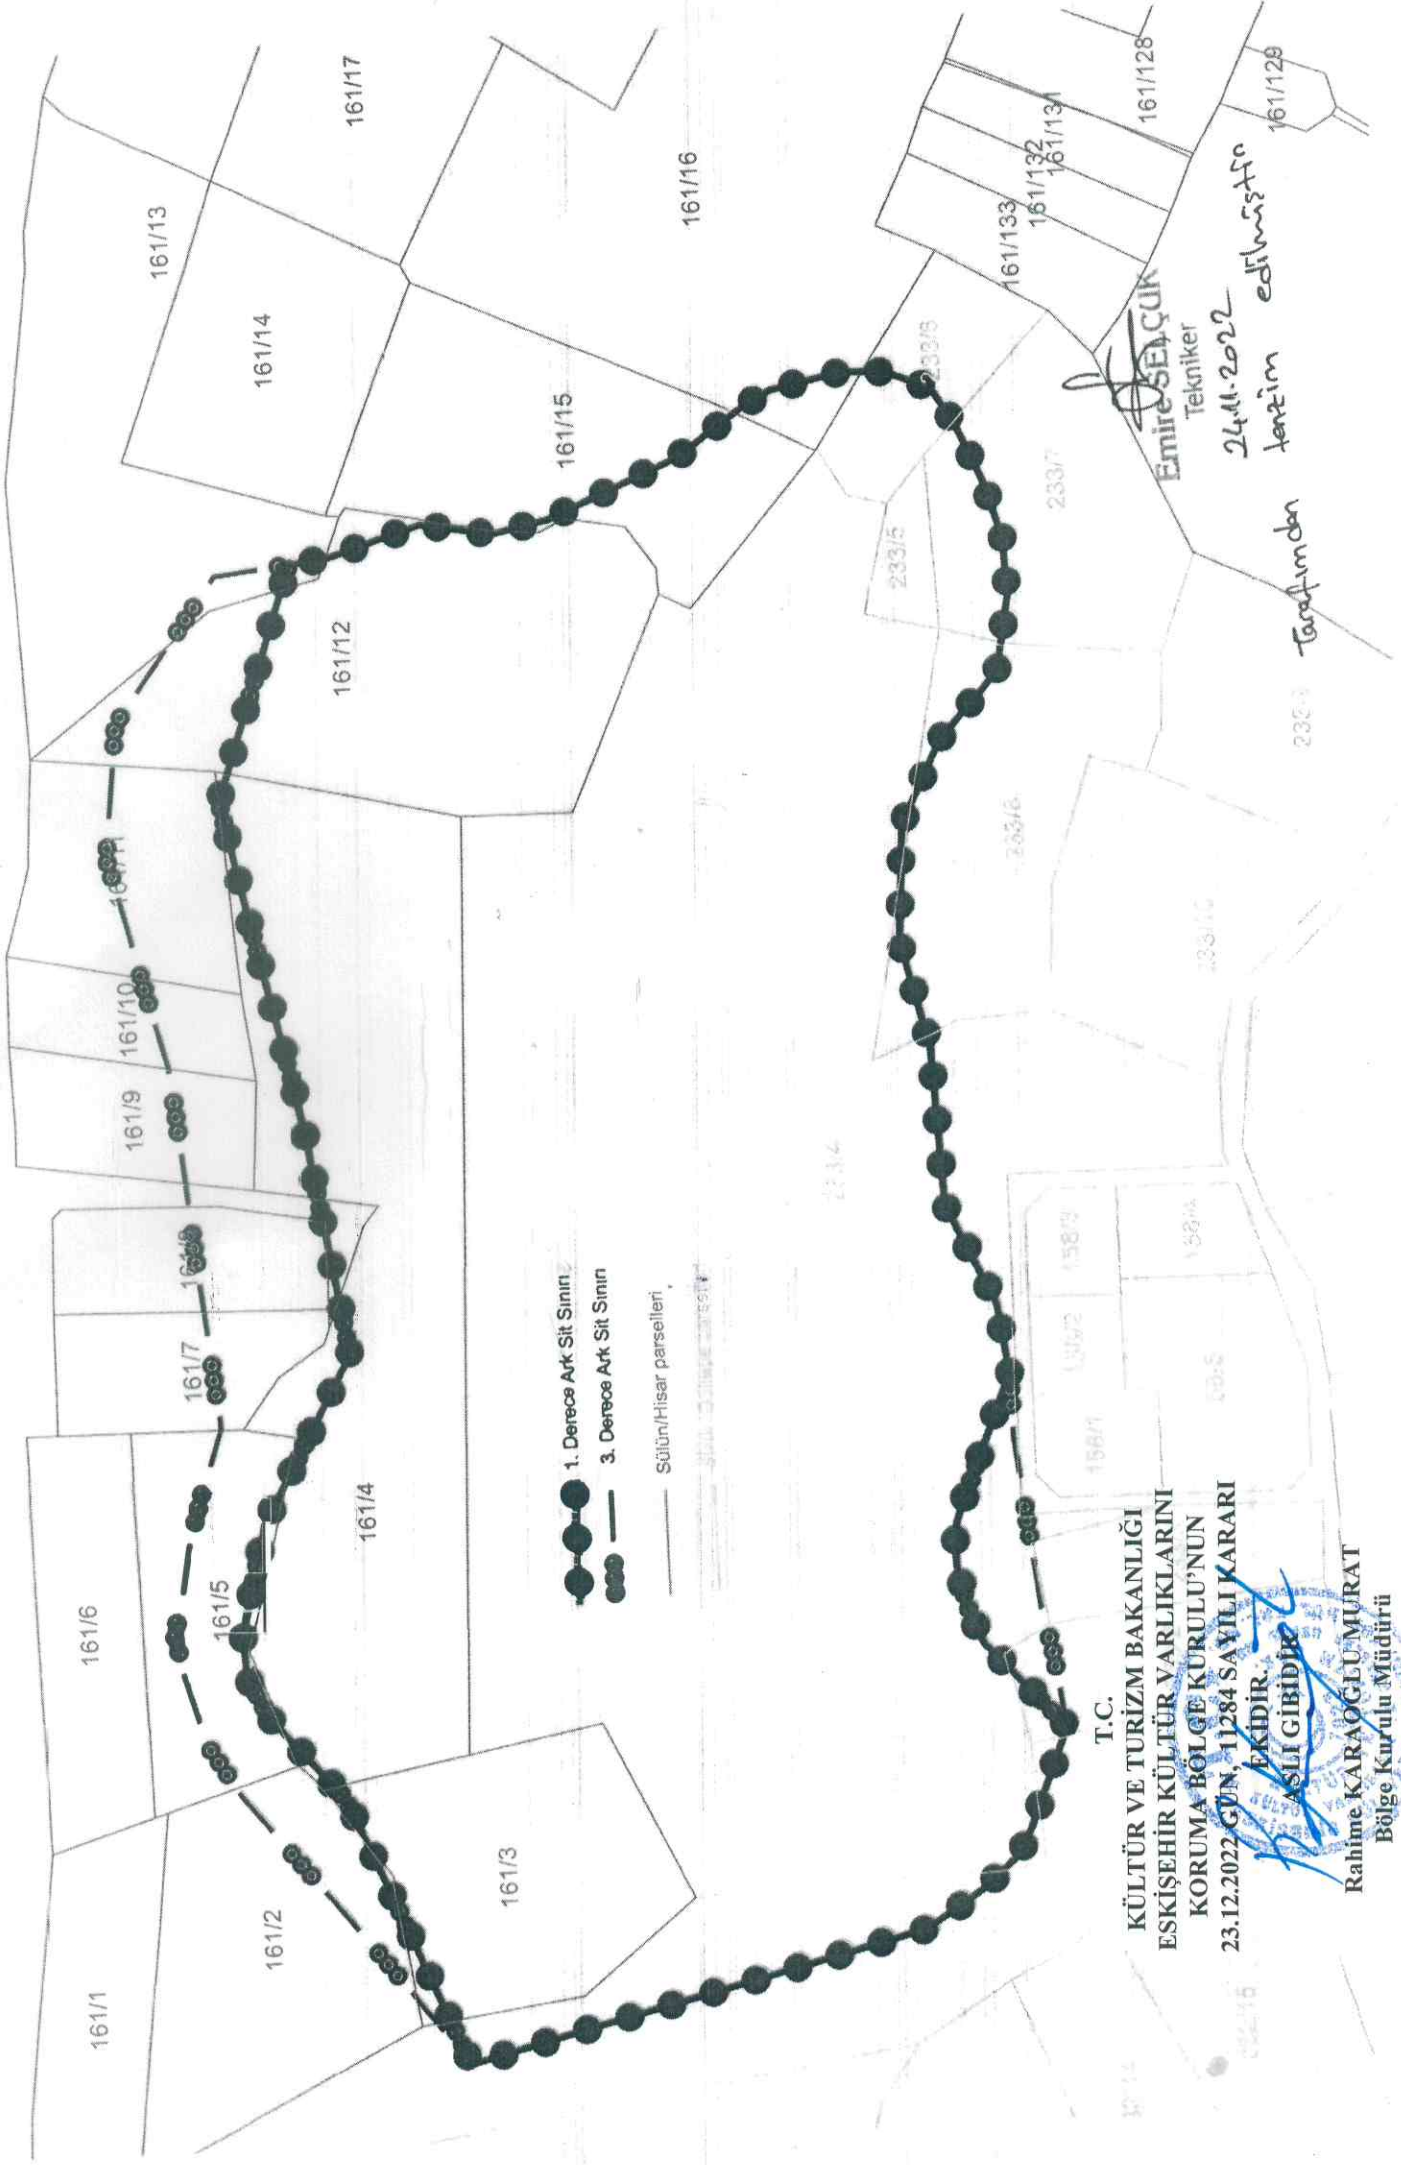 161/1
161/2
161/3
161/4
161/5
161/6
161/7
161/8
161/9
161/10
161/11
161/12
161/13
161/14
161/15
161/16
161/17
161/133
161/132
161/131
161/128
161/129
233/5
233/7
233/6
1. Derece Ark Sit Sınırı
3. Derece Ark Sit Sınırı
Sülün/Hisar parselleri
158/1
T.C.
KÜLTÜR VE TURİZM BAKANLIĞI
ESKİŞEHİR KÜLTÜR VARLIKLARINI
KORUMA BÖLGE KURULU'NUN
23.12.2022 GÜN, 11284 SAYILI KARARI
EKİDİR.
ASLI GİBİDİR
Rahime KARAOĞLU MURAT
Bölge Kurulu Müdürü
Emire SELÇUK
Tekniker
24.11.2022
Tarafımdan tanzim edilmiştir